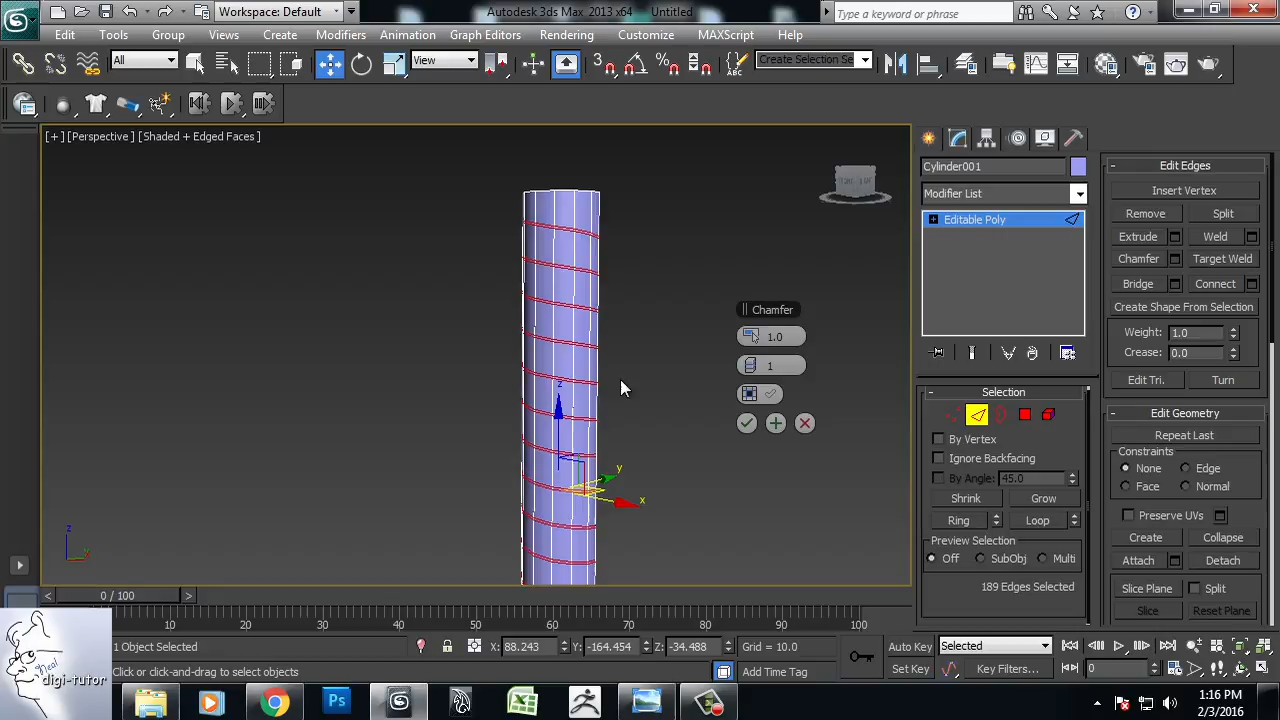 Workspace: Default
Autodesk 3ds Max 2013 x64
Untitled
Type a keyword or phrase
Edit Tools Group Views Create Modifiers Animation Graph Editors Rendering Customize MAXScript Help
All
View
3
Create Selection Se
[+] [Perspective] [Shaded + Edged Faces]
z
y
x
Chamfer
1.0
1
z
x
Cylinder001
Modifier List
Editable Poly
Selection
By Vertex
Ignore Backfacing
By Angle: 45.0
Shrink Grow
Ring Loop
Preview Selection
Off SubObj Multi
189 Edges Selected
Edit Edges
Insert Vertex
Remove Split
Extrude Weld
Chamfer Target Weld
Bridge Connect
Create Shape From Selection
Weight: 1.0
Crease: 0.0
Edit Tri. Turn
Edit Geometry
Repeat Last
Constraints
None Edge
Face Normal
Preserve UVs
Create Collapse
Attach Detach
Slice Plane Split
Slice Reset Plane
< 0 / 100 >
10 20 30 40 50 60 70 80 90 100
1 Object Selected
X: 88.243 Y: -164.454 Z: -34.488 Grid = 10.0
Auto Key Selected
Click or click-and-drag to select objects
Add Time Tag
Set Key Key Filters...
0
digi-tutor
Ps
1:16 PM
2/3/2016